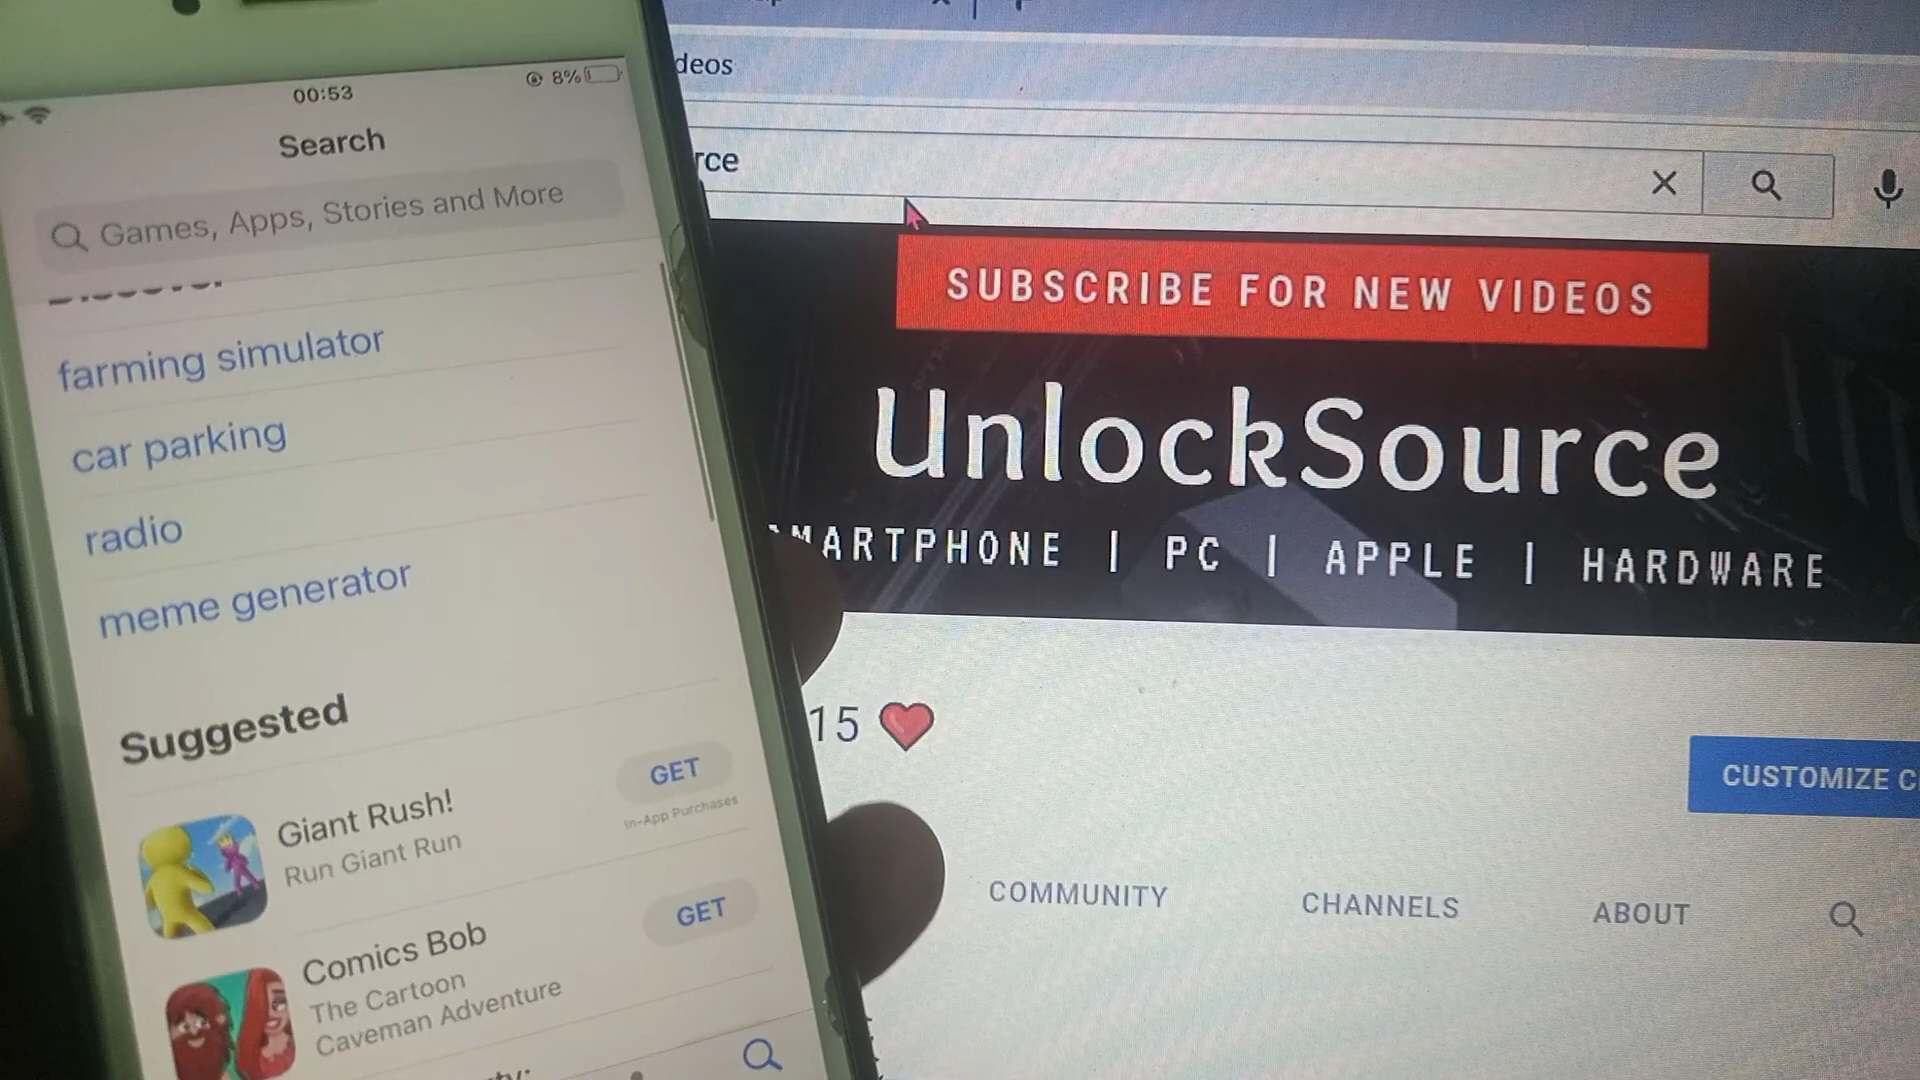 00:53
8%
Search
Games, Apps, Stories and More
farming simulator
car parking
radio
meme generator
Suggested
Giant Rush!
Run Giant Run
GET
In-App Purchases
Comics Bob
The Cartoon
Caveman Adventure
GET
deos
rce
SUBSCRIBE FOR NEW VIDEOS
UnlockSource
MARTPHONE | PC | APPLE | HARDWARE
15
CUSTOMIZE C
COMMUNITY
CHANNELS
ABOUT